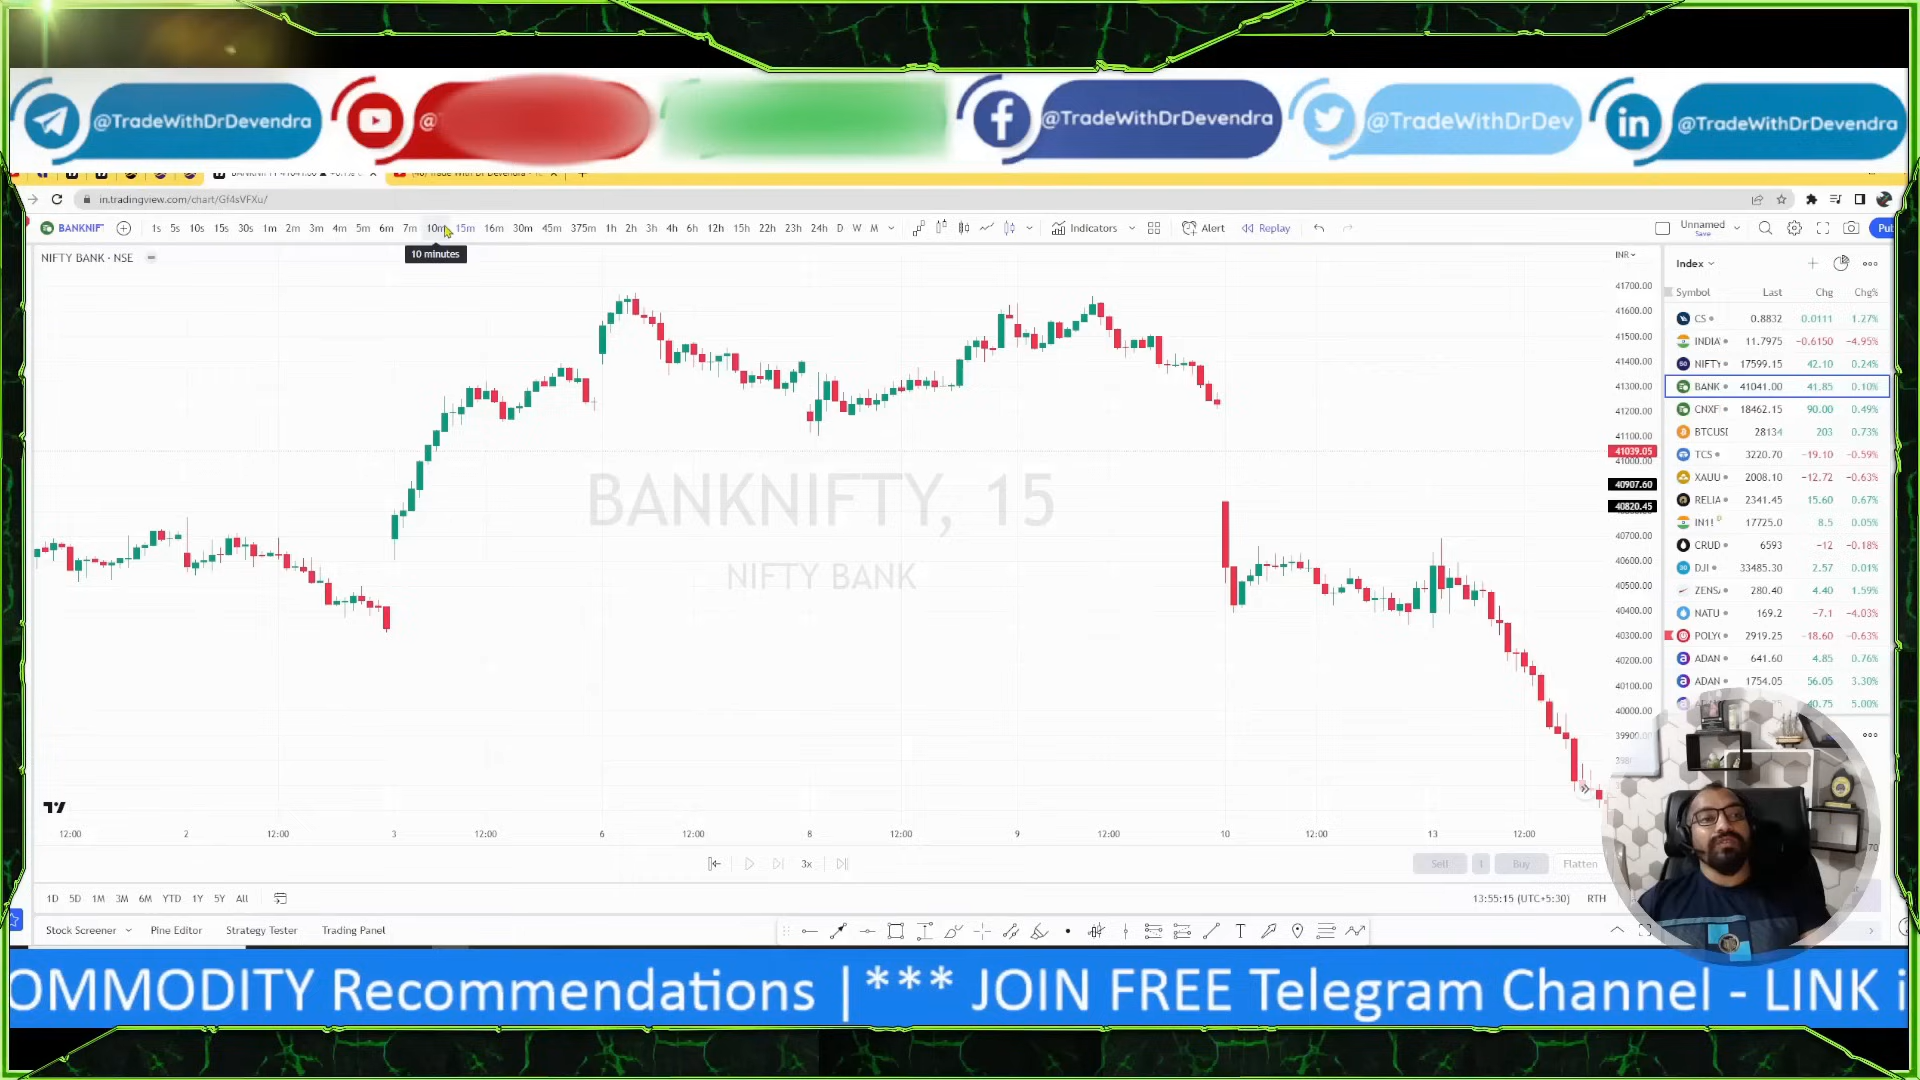 @TradeWithDrDevendra
@
@TradeWithDrDevendra
@TradeWithDrDev
@TradeWithDrDevendra
in.tradingview.com/chart/Gf4sVFXu/
BANKNIF
1s 5s 10s 15s 30s 1m 2m 3m 4m 5m 6m 7m 10m 15m 16m 30m 45m 375m 1h 2h 3h 4h 6h 12h 15h 22h 23h 24h D W M
Indicators
Alert
Replay
Unnamed
Save
Pu
10 minutes
NIFTY BANK · NSE
INR
Index
Symbol Last Chg Chg%
CS 0.8832 0.0111 1.27%
INDIA 11.7975 −0.6150 −4.95%
NIFTY 17599.15 42.10 0.24%
BANK 41041.00 41.85 0.10%
CNXF 18462.15 90.00 0.49%
BTCUSI 28134 203 0.73%
TCS 3220.70 −19.10 −0.59%
XAUU 2008.10 −12.72 −0.63%
RELIA 2341.45 15.60 0.67%
IN1! 17725.0 8.5 0.05%
CRUD 6593 −12 −0.18%
DJI 33485.30 2.57 0.01%
ZENSA 280.40 4.40 1.59%
NATU 169.2 −7.1 −4.03%
POLY 2919.25 −18.60 −0.63%
ADAN 641.60 4.85 0.76%
ADAN 1754.05 56.05 3.30%
40.75 5.00%
41700.00
41600.00
41500.00
41400.00
41300.00
41200.00
41100.00
41039.05
41000.00
40907.60
40820.45
40700.00
40600.00
40500.00
40400.00
40300.00
40200.00
40100.00
40000.00
BANKNIFTY, 15
NIFTY BANK
12:00 2 12:00 3 12:00 6 12:00 8 12:00 9 12:00 10 12:00 13 12:00
3x
Sell 1 Buy Flatten
1D 5D 1M 3M 6M YTD 1Y 5Y All
13:55:15 (UTC+5:30) RTH
Stock Screener Pine Editor Strategy Tester Trading Panel
OMMODITY Recommendations |*** JOIN FREE Telegram Channel - LINK i